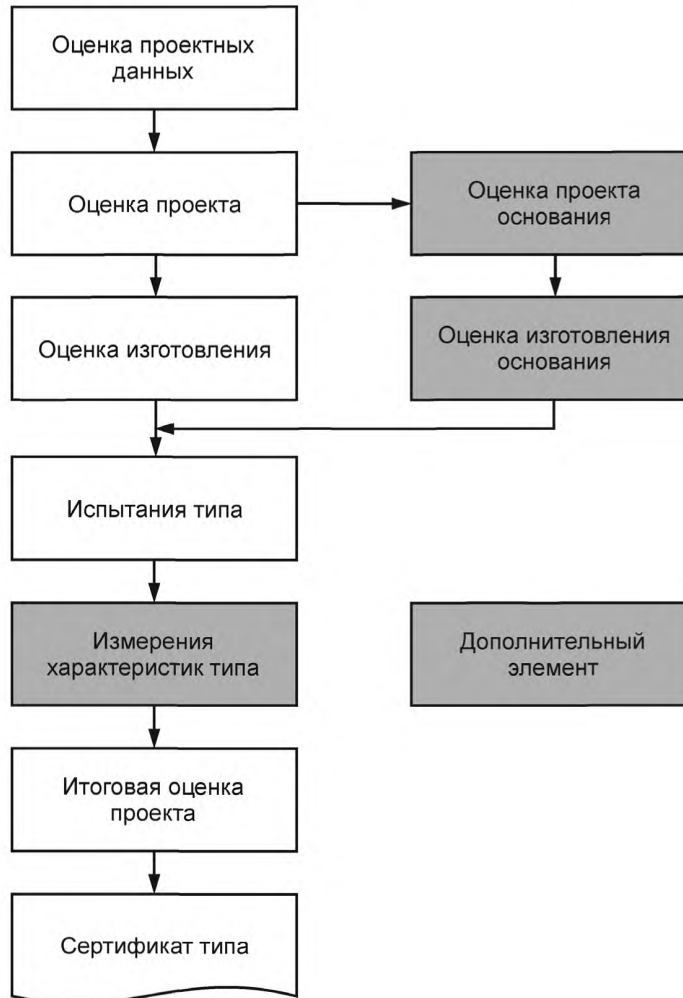 Оценка проектных
данных
Оценка проекта
Оценка проекта
основания
Оценка изготовления
Оценка изготовления
основания
Испытания типа
Измерения
характеристик типа
Дополнительный
элемент
Итоговая оценка
проекта
Сертификат типа